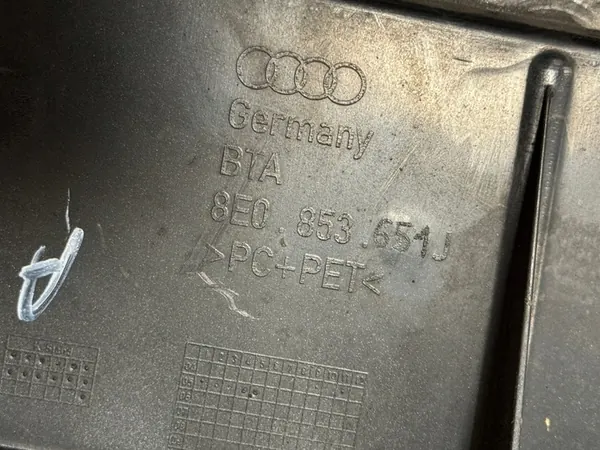 Germany
BTA
8E0.853.651J
>PC+PET<